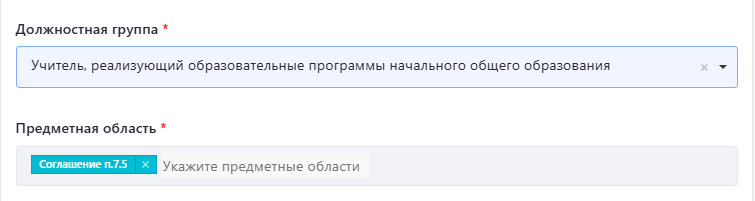 Должностная группа *
Учитель, реализующий образовательные программы начального общего образования
Предметная область *
Соглашение п.7.5 × Укажите предметные области